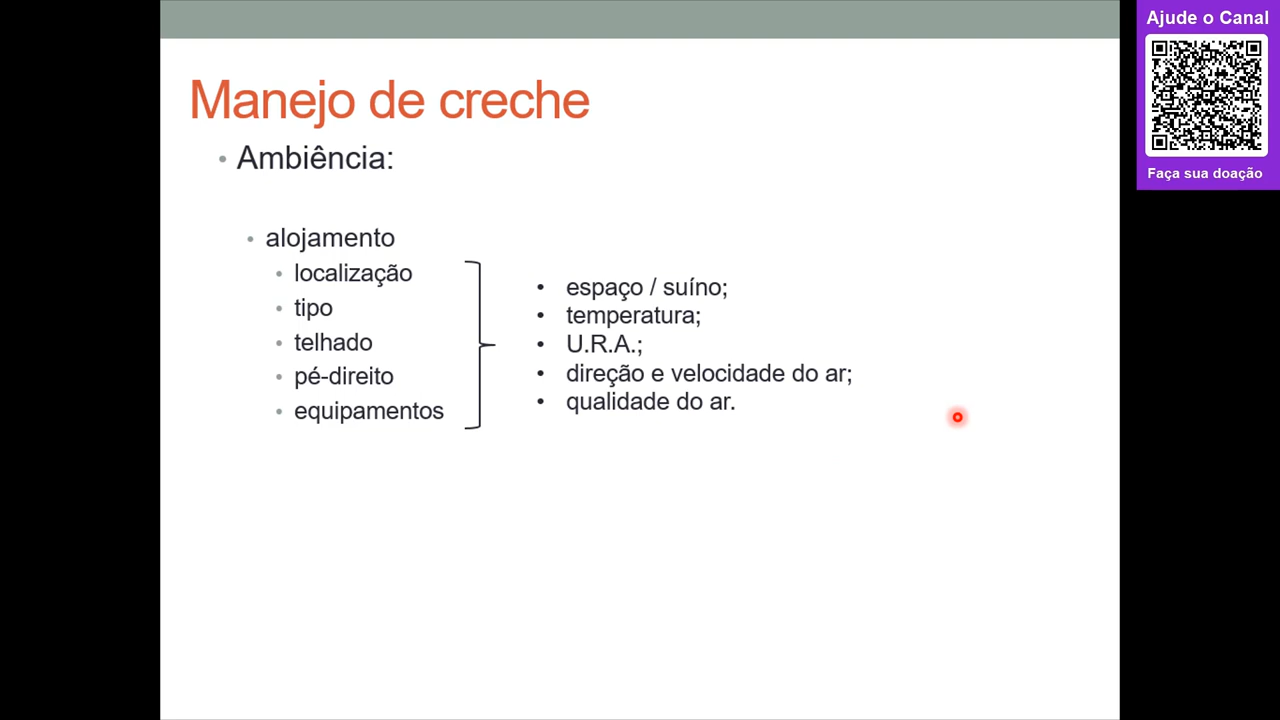 Manejo de creche
• Ambiência:
• alojamento
• localização
• tipo
• telhado
• pé-direito
• equipamentos
• espaço / suíno;
• temperatura;
• U.R.A.;
• direção e velocidade do ar;
• qualidade do ar.
Ajude o Canal
Faça sua doação